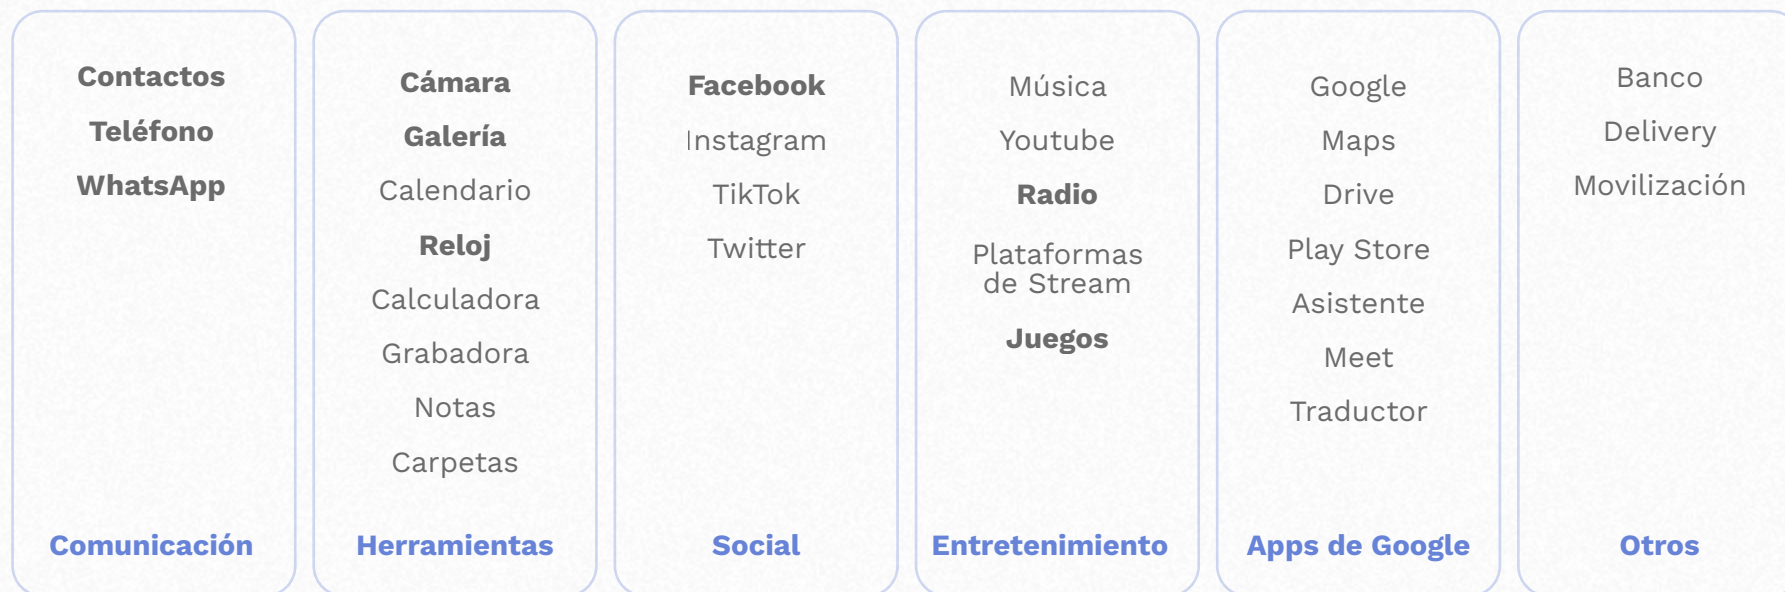 Contactos
Teléfono
WhatsApp
Comunicación
Cámara
Galería
Calendario
Reloj
Calculadora
Grabadora
Notas
Carpetas
Herramientas
Facebook
Instagram
TikTok
Twitter
Social
Música
Youtube
Radio
Plataformas
de Stream
Juegos
Entretenimiento
Google
Maps
Drive
Play Store
Asistente
Meet
Traductor
Apps de Google
Banco
Delivery
Movilización
Otros